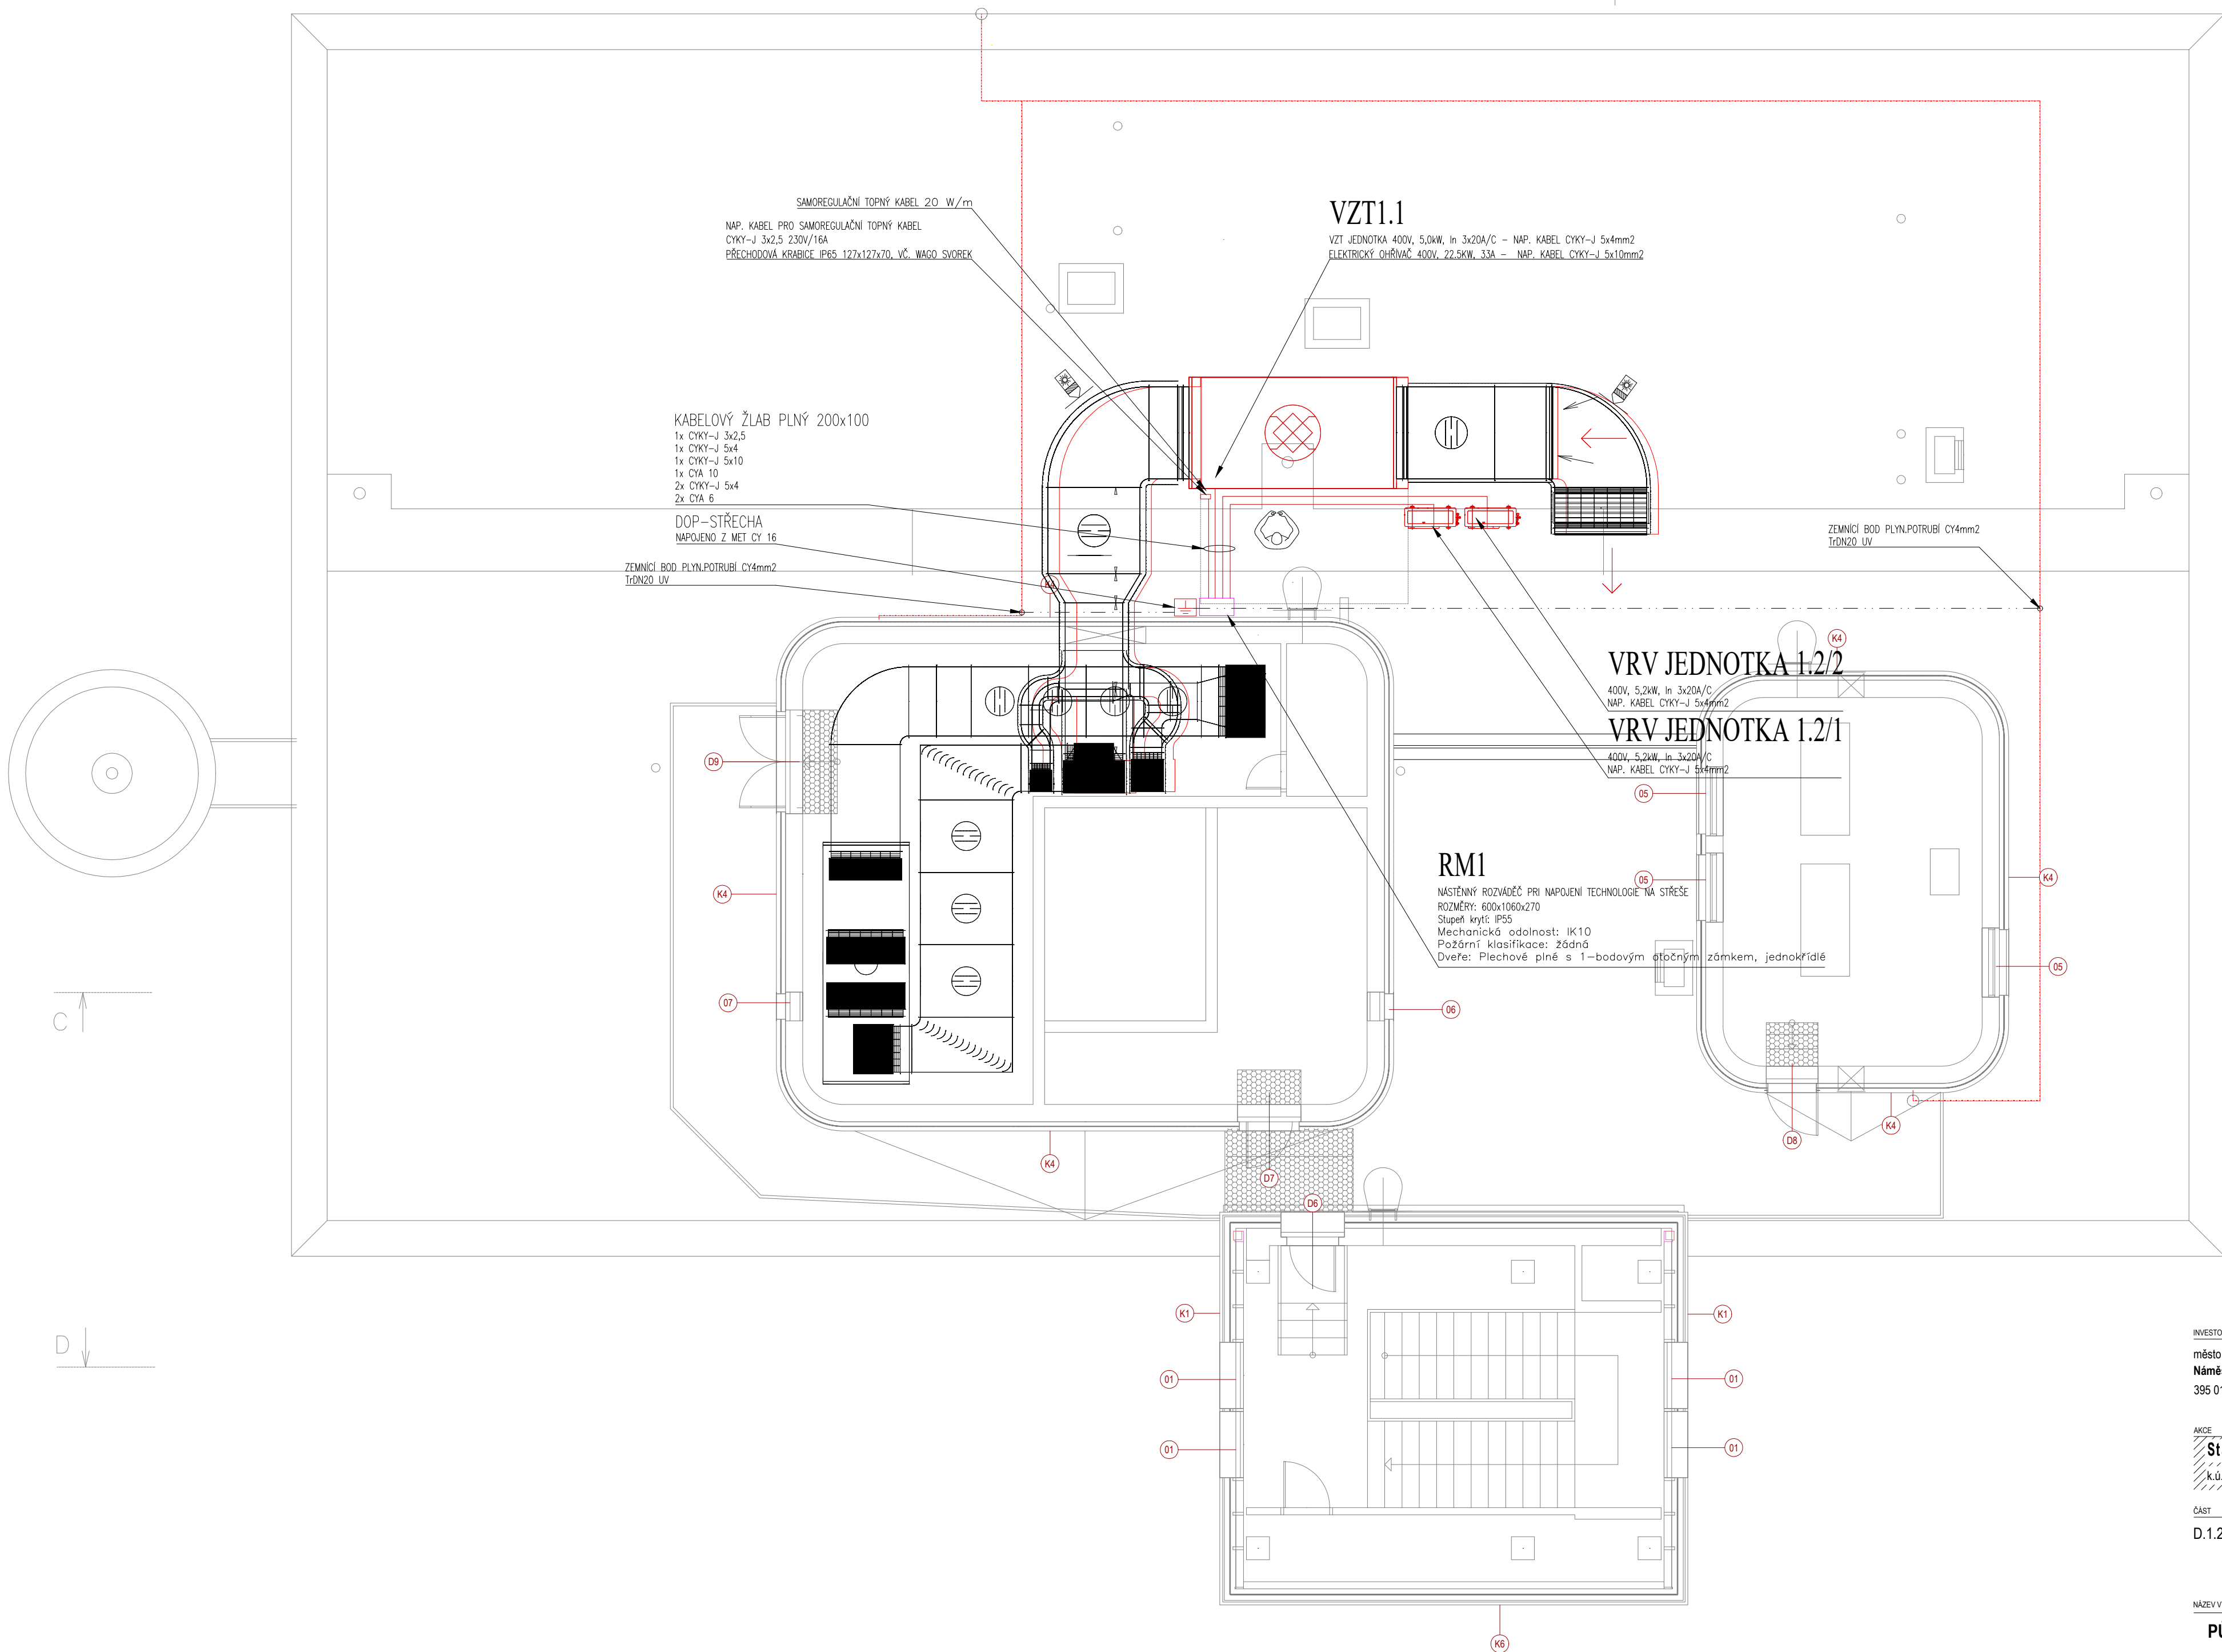 SAMOREGULAČNÍ TOPNÝ KABEL 20 W/m
NAP. KABEL PRO SAMOREGULAČNÍ TOPNÝ KABEL
CYKY-J 3x2,5 230V/16A
PŘECHODOVÁ KRABICE IP65 127x127x70, VČ. WAGO SVOREK
VZT1.1
VZT JEDNOTKA 400V, 5,0kW, In 3x20A/C - NAP. KABEL CYKY-J 5x4mm2
ELEKTRICKÝ OHŘÍVAČ 400V, 22.5KW, 33A - NAP. KABEL CYKY-J 5x10mm2
KABELOVÝ ŽLAB PLNÝ 200x100
1x CYKY-J 3x2,5
1x CYKY-J 5x4
1x CYKY-J 5x10
1x CYA 10
2x CYKY-J 5x4
2x CYA 6
DOP-STŘECHA
NAPOJENO Z MET CY 16
ZEMNÍCÍ BOD PLYN.POTRUBÍ CY4mm2
TrDN20 UV
ZEMNÍCÍ BOD PLYN.POTRUBÍ CY4mm2
TrDN20 UV
K4
K4
VRV JEDNOTKA 1.2/2
400V, 5,2kW, In 3x20A/C
NAP. KABEL CYKY-J 5x4mm2
VRV JEDNOTKA 1.2/1
400V, 5,2kW, In 3x20A/C
NAP. KABEL CYKY-J 5x4mm2
D9
05
RM1
NÁSTĚNNÝ ROZVÁDĚČ PRI NAPOJENÍ TECHNOLOGIE NA STŘEŠE
ROZMĚRY: 600x1060x270
Stupeň krytí: IP55
Mechanická odolnost: IK10
Požární klasifikace: žádná
Dveře: Plechové plné s 1-bodovým otočným zámkem, jednokřídlé
05
K4
K4
05
07
06
C
K4
D7
D6
D8
K4
K1
K1
D
01
01
01
01
K6
INVESTO
město
Námě
395 01
AKCE
St
k.ú.
ČÁST
D.1.2
NÁZEV V